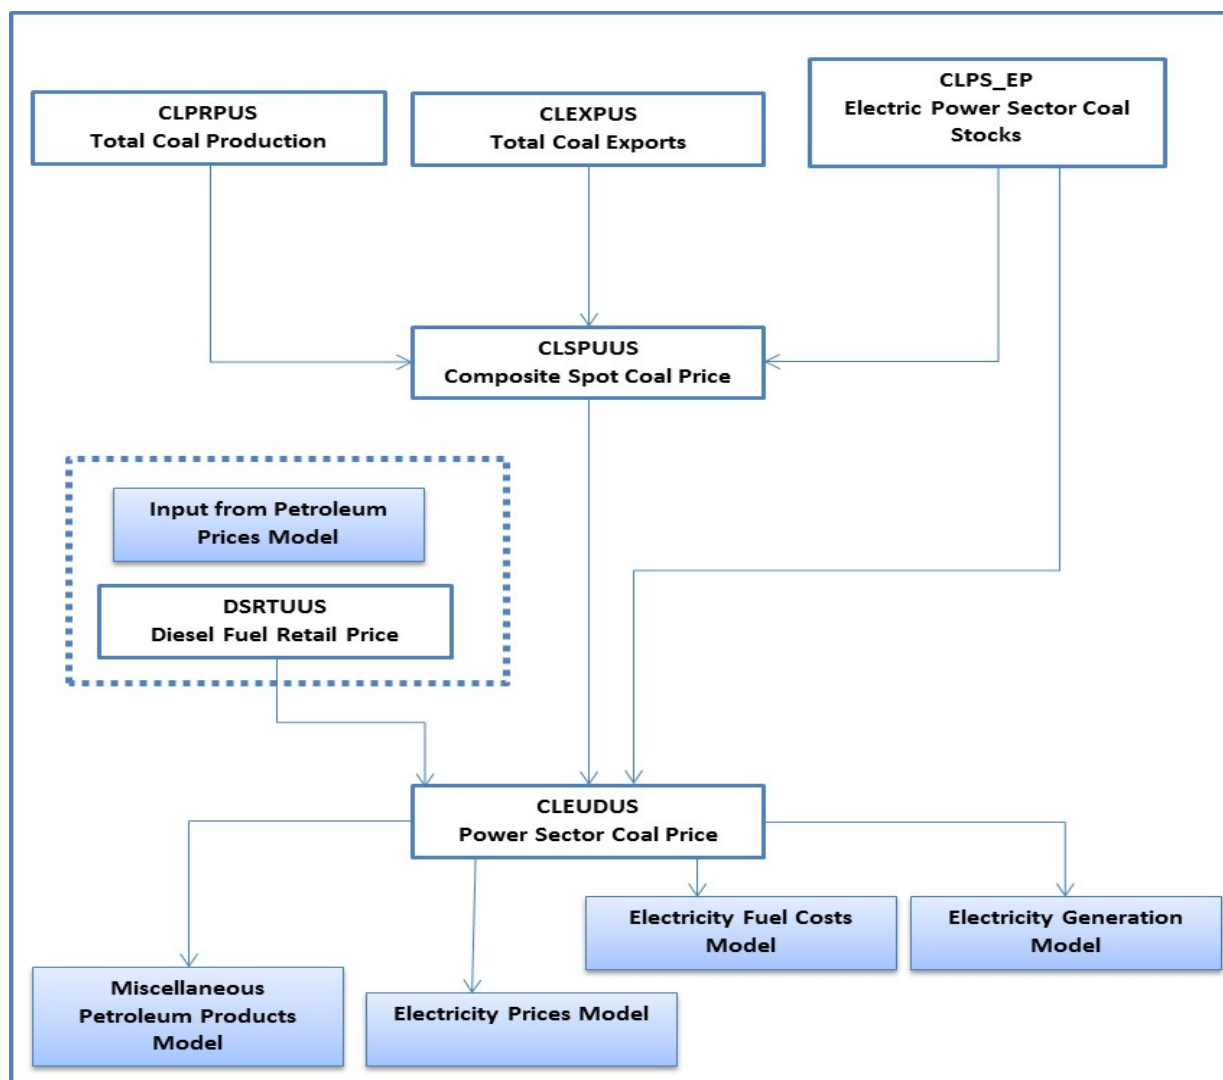 CLPRPUS
Total Coal Production
CLEXPUS
Total Coal Exports
CLPS_EP
Electric Power Sector Coal
Stocks
CLSPUUS
Composite Spot Coal Price
Input from Petroleum
Prices Model
DSRTUUS
Diesel Fuel Retail Price
CLEUDUS
Power Sector Coal Price
Electricity Fuel Costs
Model
Electricity Generation
Model
Miscellaneous
Petroleum Products
Model
Electricity Prices Model